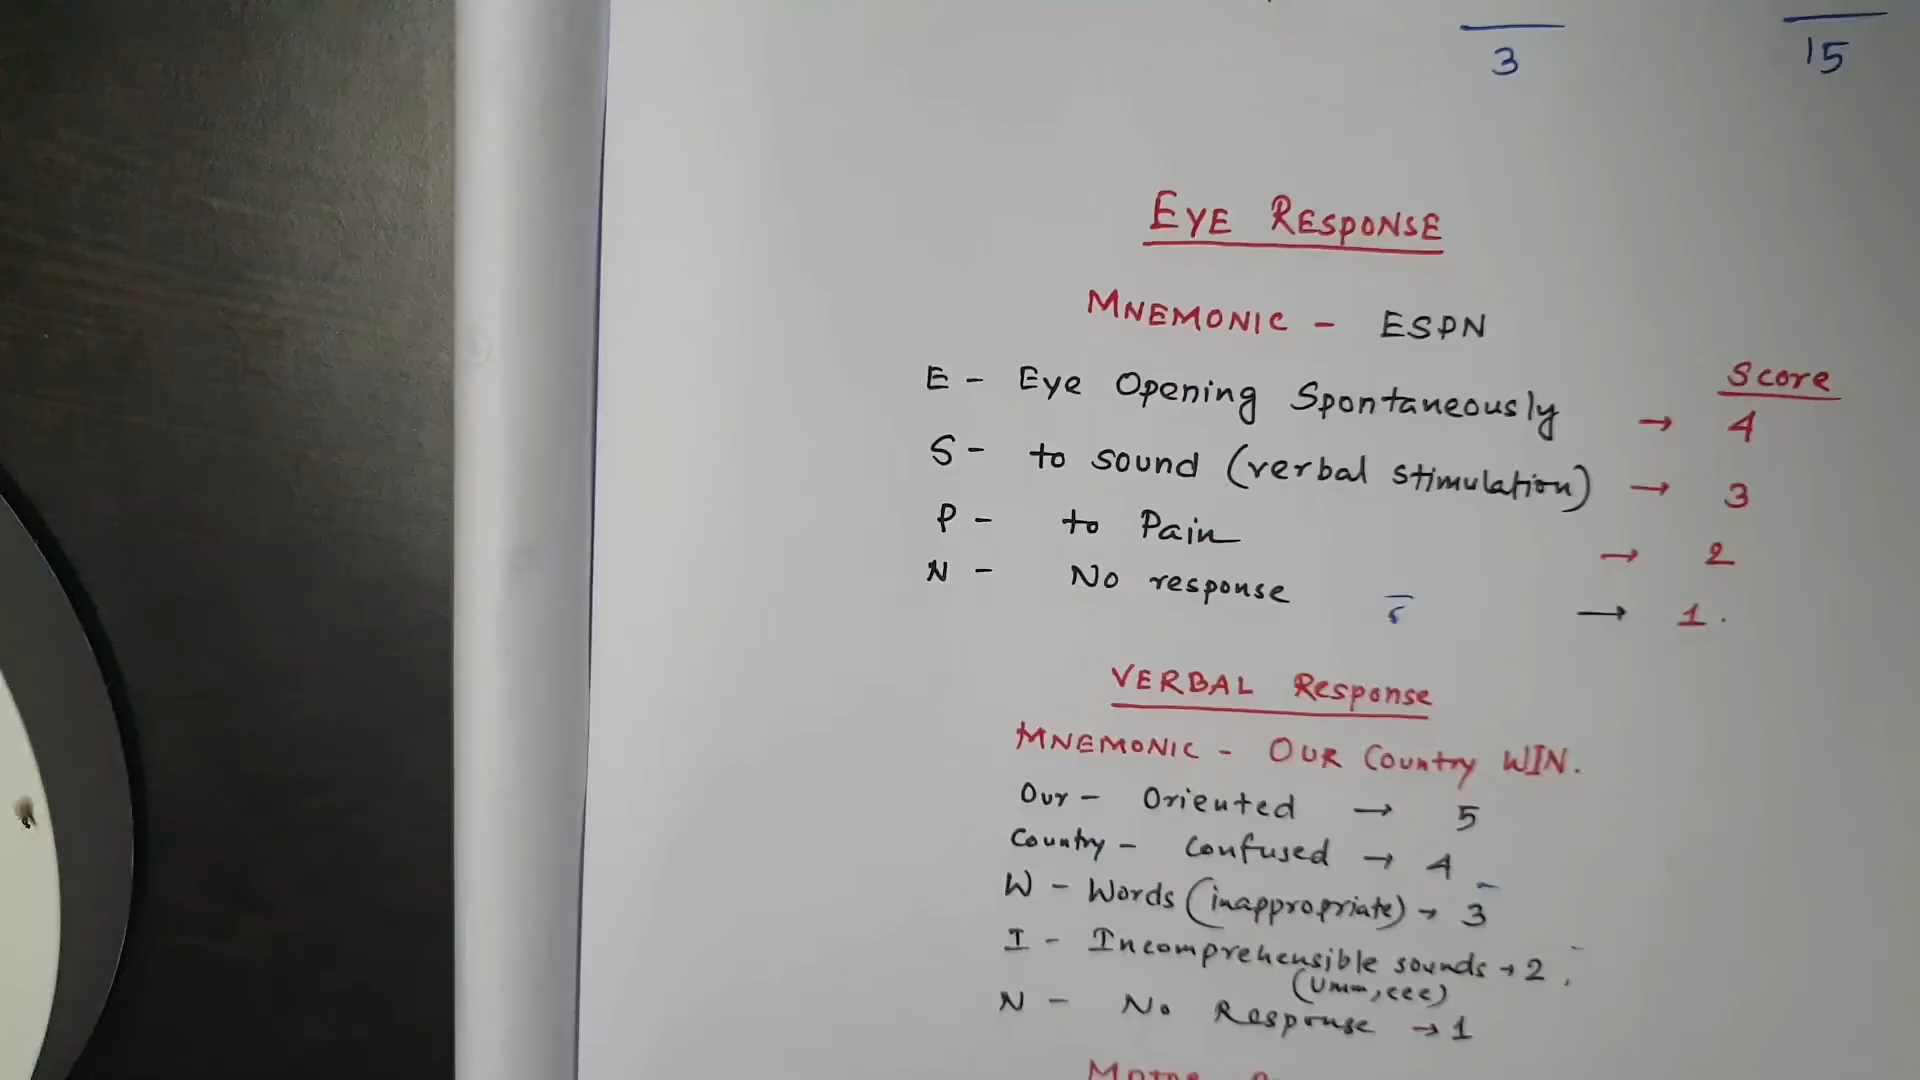 3 15
EYE RESPONSE
MNEMONIC - ESPN
Score
E - Eye Opening Spontaneously → 4
S - to sound (verbal stimulation) → 3
P - to Pain → 2
N - No response → 1.
VERBAL Response
MNEMONIC - OUR Country WIN.
Our - Oriented → 5
Country - Confused → 4
W - Words (inappropriate) → 3
I - Incomprehensible sounds → 2
(Umm, eee)
N - No Response → 1